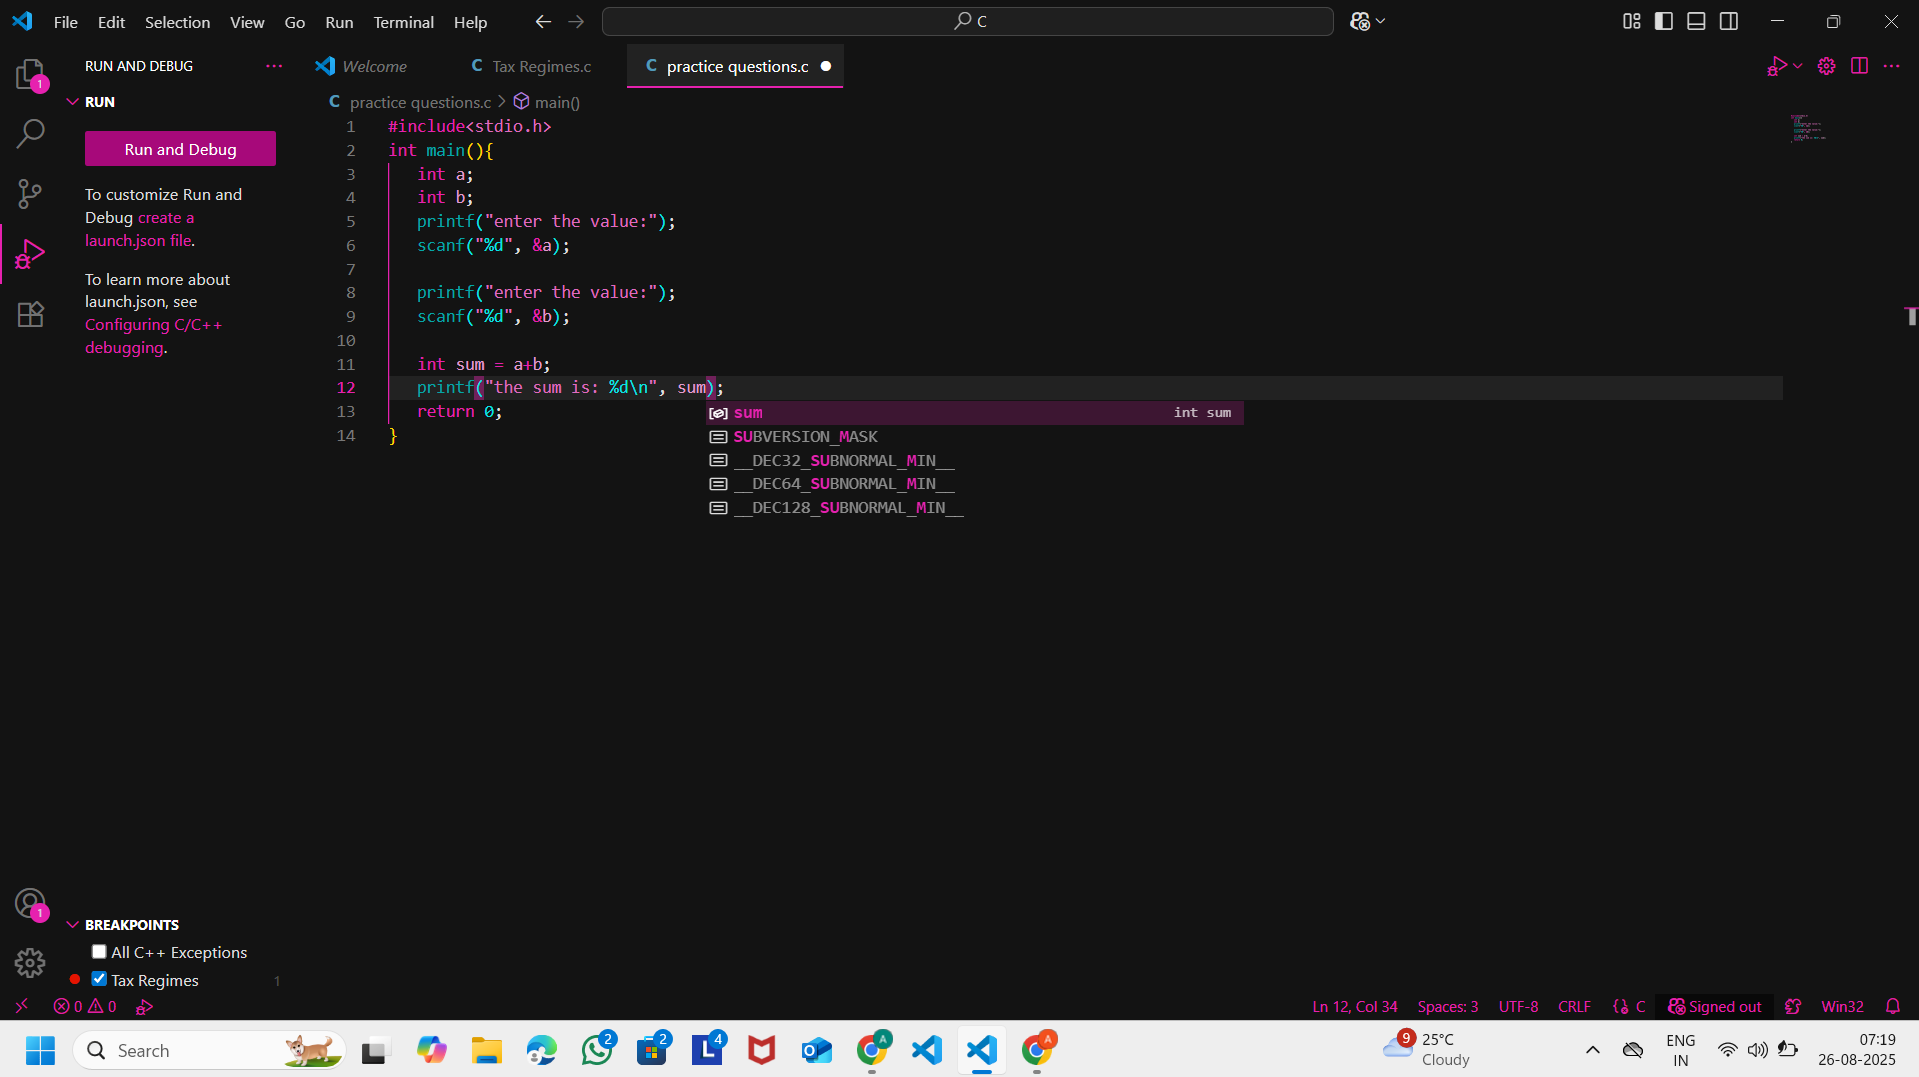 File Edit Selection View Go Run Terminal Help
C
RUN AND DEBUG
Welcome
C Tax Regimes.c
C practice questions.c
1
RUN
Run and Debug
To customize Run and
Debug create a
launch.json file.
To learn more about
launch.json, see
Configuring C/C++
debugging.
C practice questions.c > main()
1 #include<stdio.h>
2 int main(){
3 int a;
4 int b;
5 printf("enter the value:");
6 scanf("%d", &a);
7
8 printf("enter the value:");
9 scanf("%d", &b);
10
11 int sum = a+b;
12 printf("the sum is: %d\n", sum);
13 return 0;
14 }
sum int sum
SUBVERSION_MASK
__DEC32_SUBNORMAL_MIN__
__DEC64_SUBNORMAL_MIN__
__DEC128_SUBNORMAL_MIN__
1
BREAKPOINTS
All C++ Exceptions
Tax Regimes 1
0 0
Ln 12, Col 34 Spaces: 3 UTF-8 CRLF {} C Signed out Win32
Search
2
2
L 4
A
A
9
25°C
Cloudy
ENG
IN
07:19
26-08-2025